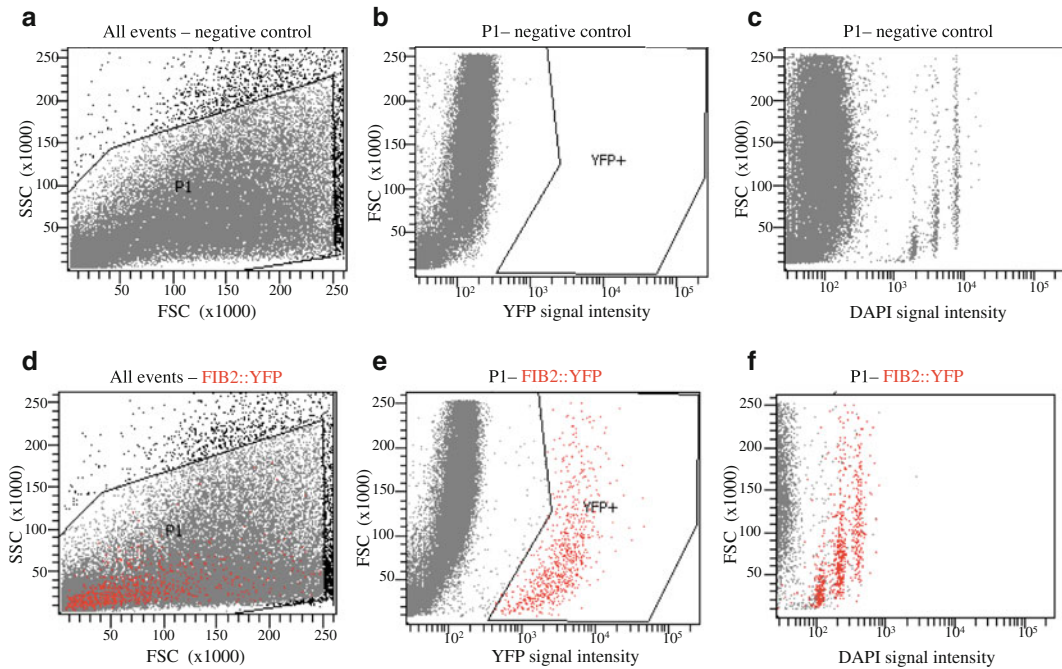 a
All events – negative control
SSC (x1000)
250
200
150
100
50
P1
50 100 150 200 250
FSC (x1000)
b
P1– negative control
FSC (x1000)
250
200
150
100
50
YFP+
10² 10³ 10⁴ 10⁵
YFP signal intensity
c
P1– negative control
FSC (x1000)
250
200
150
100
50
10² 10³ 10⁴ 10⁵
DAPI signal intensity
d
All events – FIB2::YFP
SSC (x1000)
250
200
150
100
50
P1
50 100 150 200 250
FSC (x1000)
e
P1– FIB2::YFP
FSC (x1000)
250
200
150
100
50
YFP+
10² 10³ 10⁴ 10⁵
YFP signal intensity
f
P1– FIB2::YFP
FSC (x1000)
250
200
150
100
50
10² 10³ 10⁴ 10⁵
DAPI signal intensity